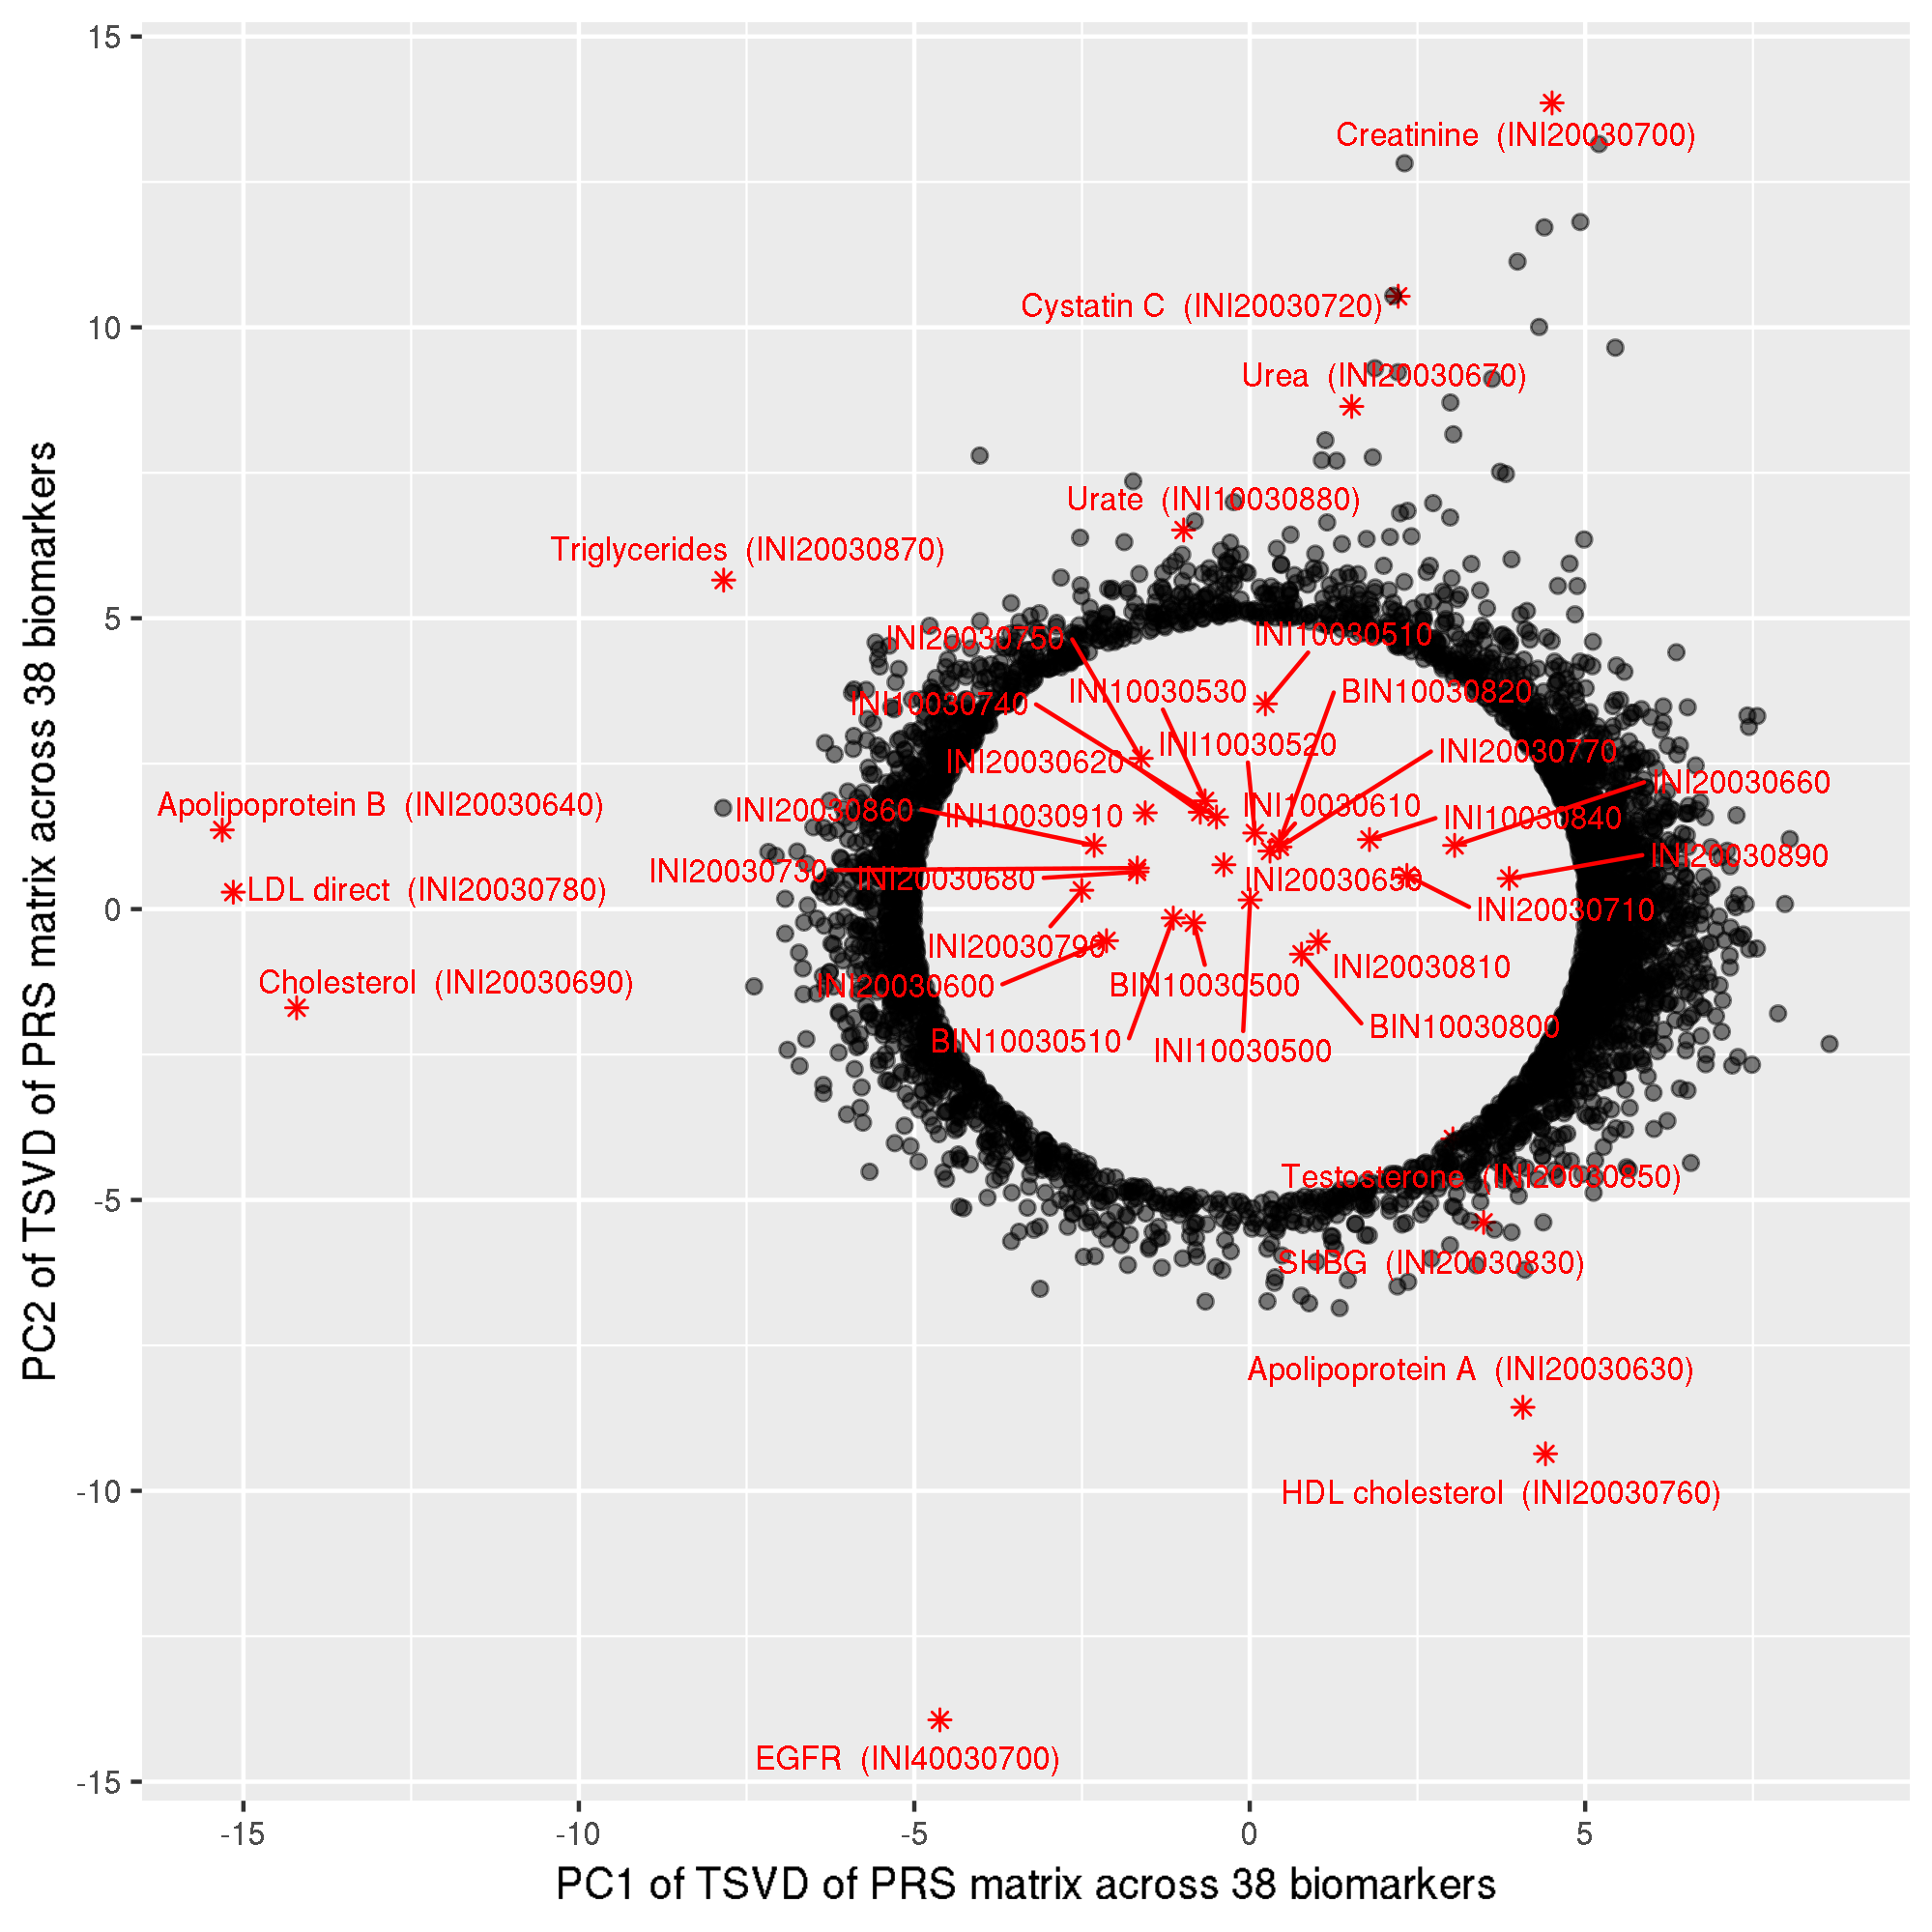 15
Creatinine (INI20030700)
Cystatin C (INI20030720)
10
Urea (INI20030670)
Urate (INI10030880)
Triglycerides (INI20030870)
5
INI20030750
INI10030510
INI10030740
INI10030530
BIN10030820
INI10030520
INI20030770
INI20030620
INI20030660
Apolipoprotein B (INI20030640)
INI20030860
INI10030910
INI10030610
INI10030840
INI20030730
INI20030680
INI20030650
INI20030890
LDL direct (INI20030780)
0
INI20030710
INI20030790
Cholesterol (INI20030690)
INI20030600
BIN10030500
INI20030810
BIN10030510
INI10030500
BIN10030800
Testosterone (INI20030850)
-5
SHBG (INI20030830)
Apolipoprotein A (INI20030630)
HDL cholesterol (INI20030760)
-10
EGFR (INI40030700)
-15
-15
-10
-5
0
5
PC1 of TSVD of PRS matrix across 38 biomarkers
PC2 of TSVD of PRS matrix across 38 biomarkers